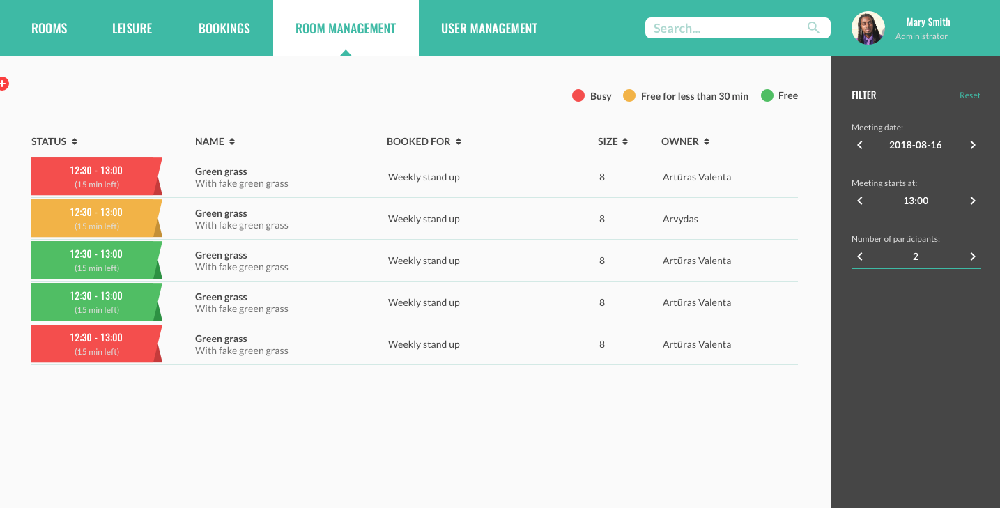 ROOMS LEISURE BOOKINGS ROOM MANAGEMENT USER MANAGEMENT Search... Mary Smith
Administrator
Busy Free for less than 30 min Free
FILTER Reset
STATUS NAME BOOKED FOR SIZE OWNER
12:30 - 13:00
(15 min left)
Green grass
With fake green grass
Weekly stand up 8 Artūras Valenta
12:30 - 13:00
(15 min left)
Green grass
With fake green grass
Weekly stand up 8 Arvydas
12:30 - 13:00
(15 min left)
Green grass
With fake green grass
Weekly stand up 8 Artūras Valenta
12:30 - 13:00
(15 min left)
Green grass
With fake green grass
Weekly stand up 8 Artūras Valenta
12:30 - 13:00
(15 min left)
Green grass
With fake green grass
Weekly stand up 8 Artūras Valenta
Meeting date:
2018-08-16
Meeting starts at:
13:00
Number of participants:
2